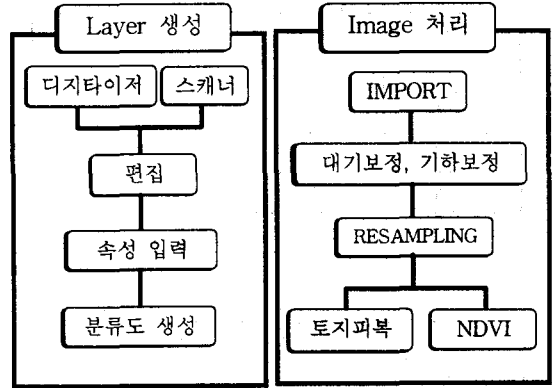 Layer 생성
디지타이저 스캐너
편집
속성 입력
분류도 생성
Image 처리
IMPORT
대기보정, 기하보정
RESAMPLING
토지피복 NDVI